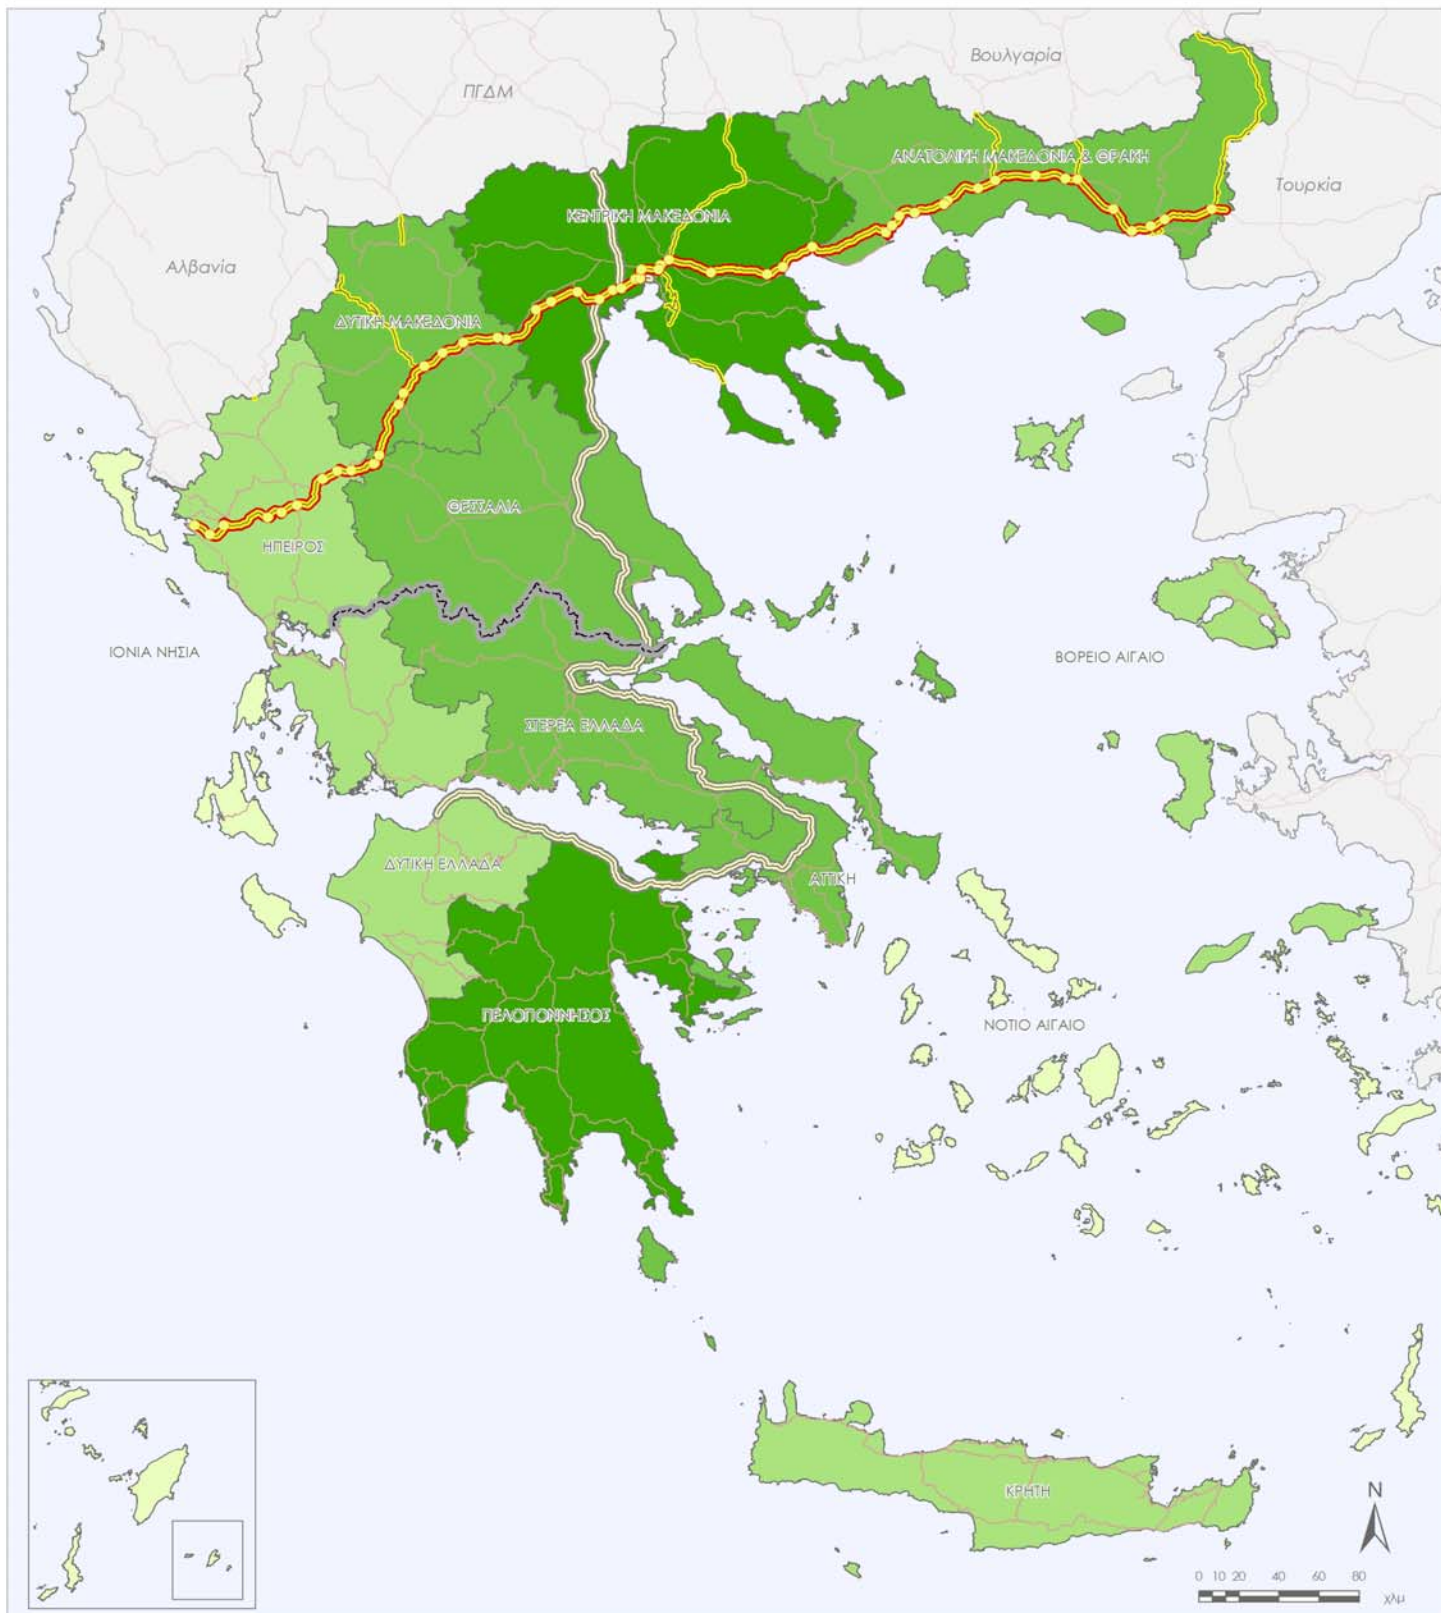 Βουλγαρία
ΠΓΔΜ
ΑΝΑΤΟΛΙΚΗ ΜΑΚΕΔΟΝΙΑ & ΘΡΑΚΗ
Τουρκία
ΚΕΝΤΡΙΚΗ ΜΑΚΕΔΟΝΙΑ
Αλβανία
ΔΥΤΙΚΗ ΜΑΚΕΔΟΝΙΑ
ΘΕΣΣΑΛΙΑ
ΗΠΕΙΡΟΣ
ΙΟΝΙΑ ΝΗΣΙΑ
ΒΟΡΕΙΟ ΑΙΓΑΙΟ
ΣΤΕΡΕΑ ΕΛΛΑΔΑ
ΔΥΤΙΚΗ ΕΛΛΑΔΑ
ΑΤΤΙΚΗ
ΠΕΛΟΠΟΝΝΗΣΟΣ
ΝΟΤΙΟ ΑΙΓΑΙΟ
ΚΡΗΤΗ
N
0 10 20 40 60 80
χλμ